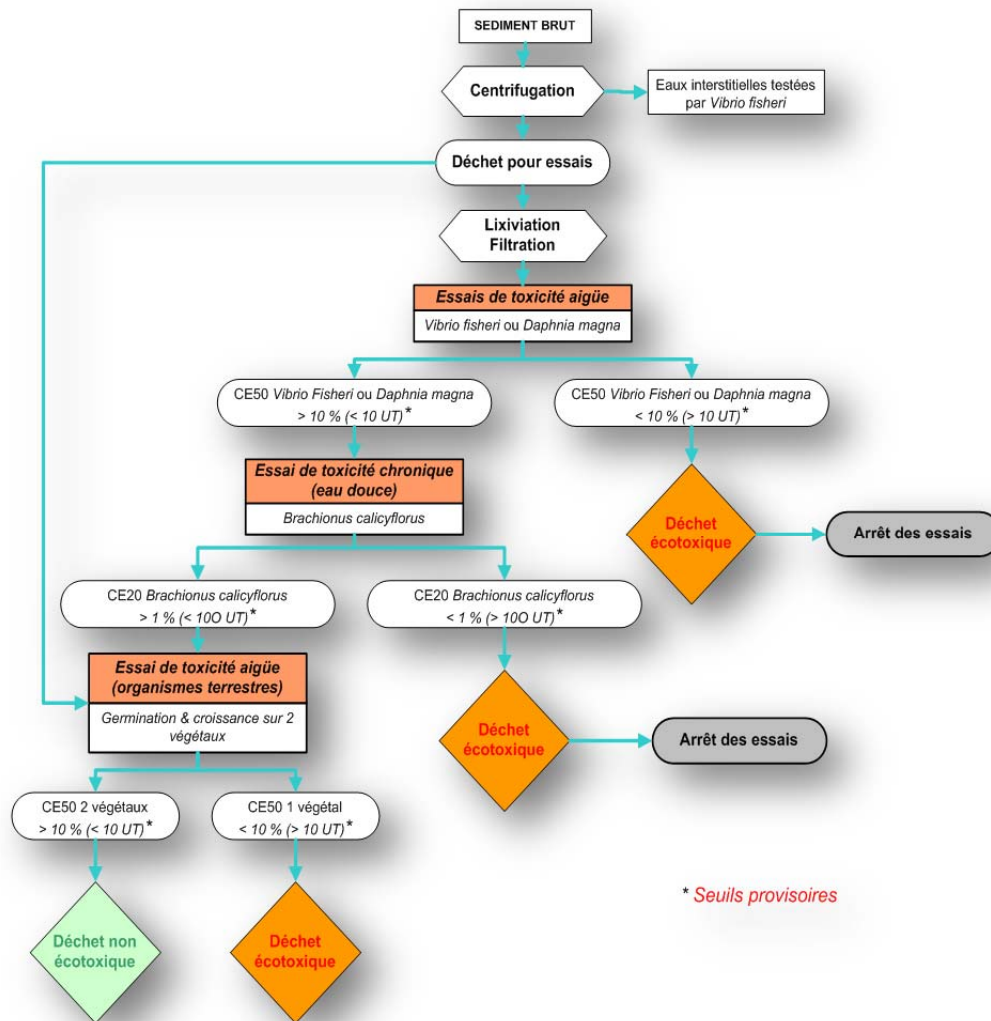 SEDIMENT BRUT
Centrifugation
Eaux interstitielles testées
par Vibrio fisheri
Déchet pour essais
Lixiviation
Filtration
Essais de toxicité aigüe
Vibrio fisheri ou Daphnia magna
CE50 Vibrio Fisheri ou Daphnia magna
> 10 % (< 10 UT)*
CE50 Vibrio Fisheri ou Daphnia magna
< 10 % (> 10 UT)*
Essai de toxicité chronique
(eau douce)
Brachionus calicyflorus
Déchet
écotoxique
Arrêt des essais
CE20 Brachionus calicyflorus
> 1 % (< 10O UT)*
CE20 Brachionus calicyflorus
< 1 % (> 10O UT)*
Essai de toxicité aigüe
(organismes terrestres)
Germination & croissance sur 2
végétaux
Déchet
écotoxique
Arrêt des essais
CE50 2 végétaux
> 10 % (< 10 UT)*
CE50 1 végétal
< 10 % (> 10 UT)*
* Seuils provisoires
Déchet non
écotoxique
Déchet
écotoxique